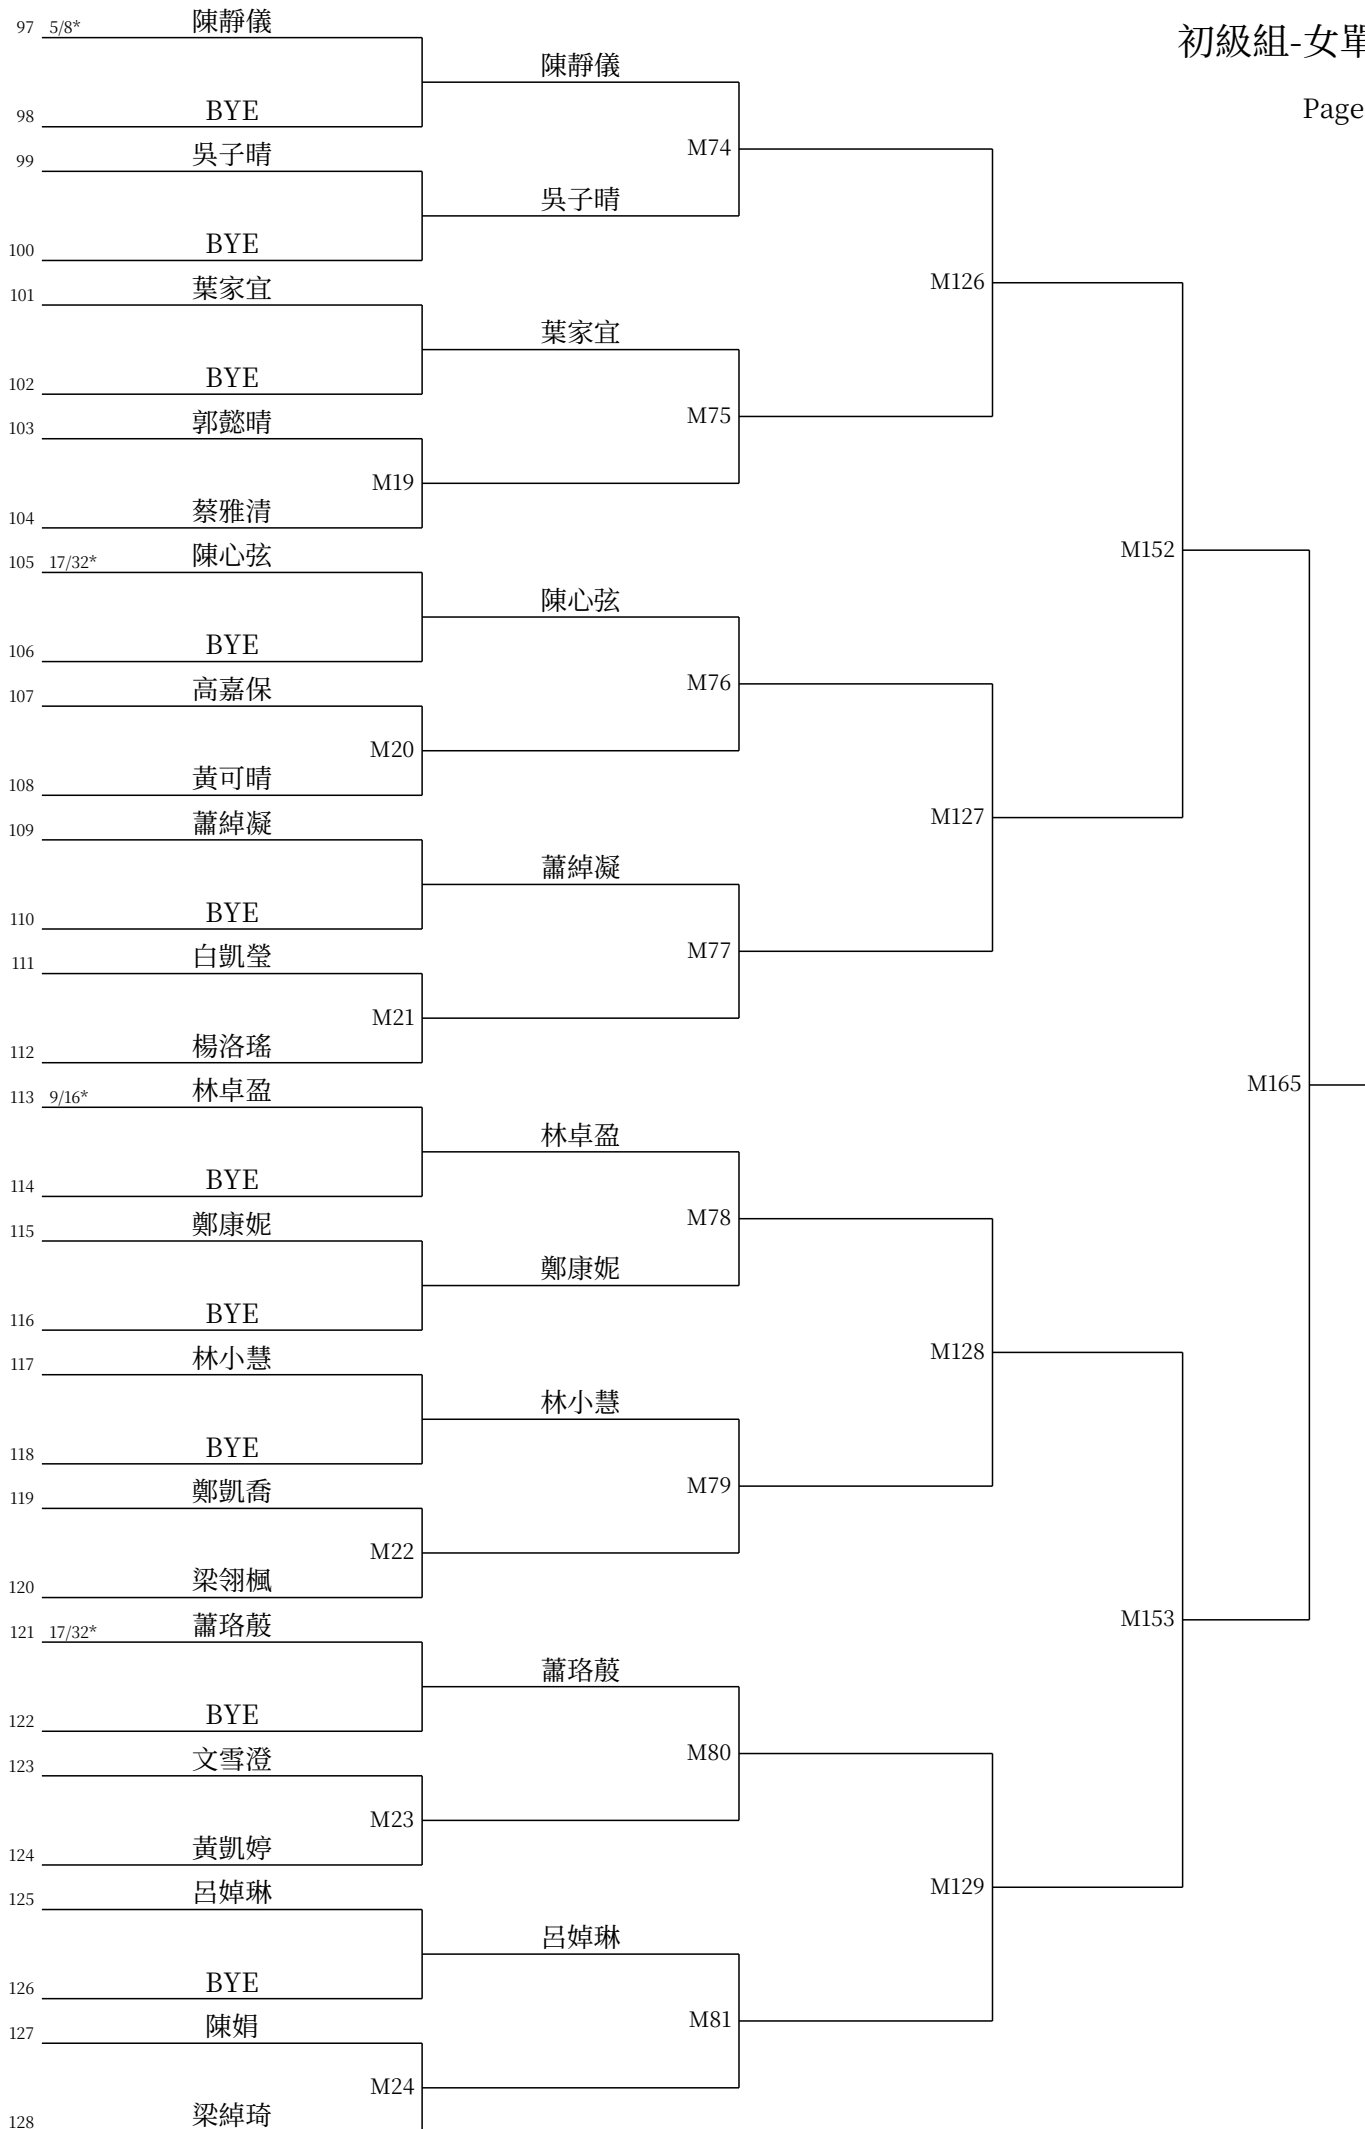 初級組-女單
Page
97 5/8* 陳靜儀
陳靜儀
98 BYE
M74
99 吳子晴
吳子晴
100 BYE
M126
101 葉家宜
葉家宜
102 BYE
M75
103 郭懿晴
M19
104 蔡雅清
M152
105 17/32* 陳心弦
陳心弦
106 BYE
M76
107 高嘉保
M20
108 黃可晴
M127
109 蕭綽凝
蕭綽凝
110 BYE
M77
111 白凱瑩
M21
112 楊洛瑤
M165
113 9/16* 林卓盈
林卓盈
114 BYE
M78
115 鄭康妮
鄭康妮
116 BYE
M128
117 林小慧
林小慧
118 BYE
M79
119 鄭凱喬
M22
120 梁翎楓
M153
121 17/32* 蕭珞蒑
蕭珞蒑
122 BYE
M80
123 文雪澄
M23
124 黃凱婷
M129
125 呂婥琳
呂婥琳
126 BYE
M81
127 陳娟
M24
128 梁綽琦